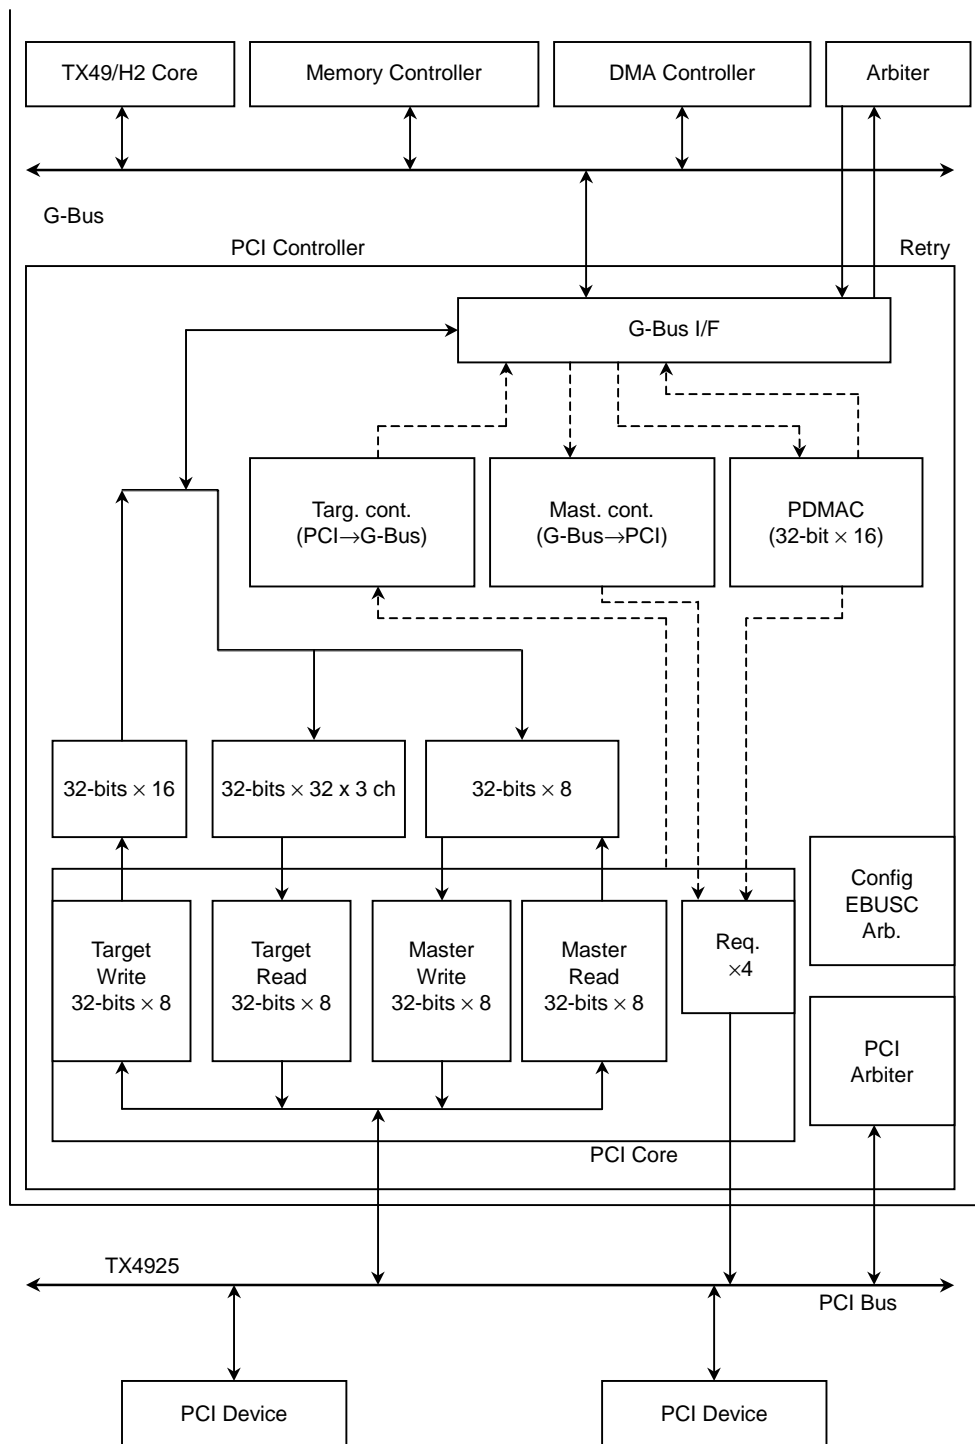 TX49/H2 Core
Memory Controller
DMA Controller
Arbiter
G-Bus
PCI Controller
Retry
G-Bus I/F
Targ. cont.
(PCI→G-Bus)
Mast. cont.
(G-Bus→PCI)
PDMAC
(32-bit × 16)
32-bits × 16
32-bits × 32 x 3 ch
32-bits × 8
Config
EBUSC
Arb.
Target
Write
32-bits × 8
Target
Read
32-bits × 8
Master
Write
32-bits × 8
Master
Read
32-bits × 8
Req.
×4
PCI
Arbiter
PCI Core
TX4925
PCI Bus
PCI Device
PCI Device